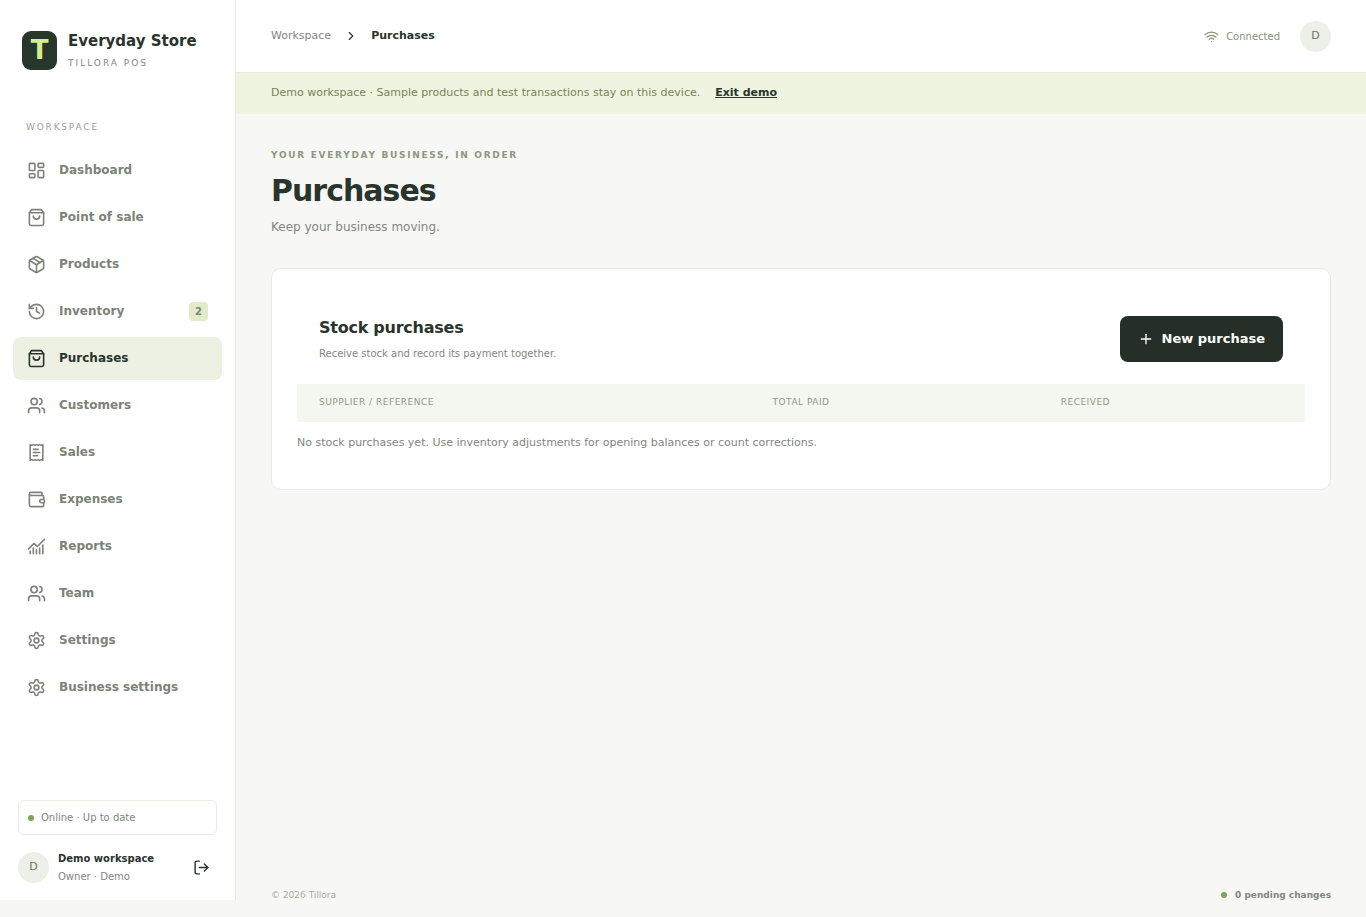 T
Everyday Store
TILLORA POS
WORKSPACE
Dashboard
Point of sale
Products
Inventory 2
Purchases
Customers
Sales
Expenses
Reports
Team
Settings
Business settings
Online · Up to date
D
Demo workspace
Owner · Demo
Workspace Purchases
Connected D
Demo workspace · Sample products and test transactions stay on this device. Exit demo
YOUR EVERYDAY BUSINESS, IN ORDER
Purchases
Keep your business moving.
Stock purchases
Receive stock and record its payment together.
New purchase
SUPPLIER / REFERENCE TOTAL PAID RECEIVED
No stock purchases yet. Use inventory adjustments for opening balances or count corrections.
© 2026 Tillora 0 pending changes